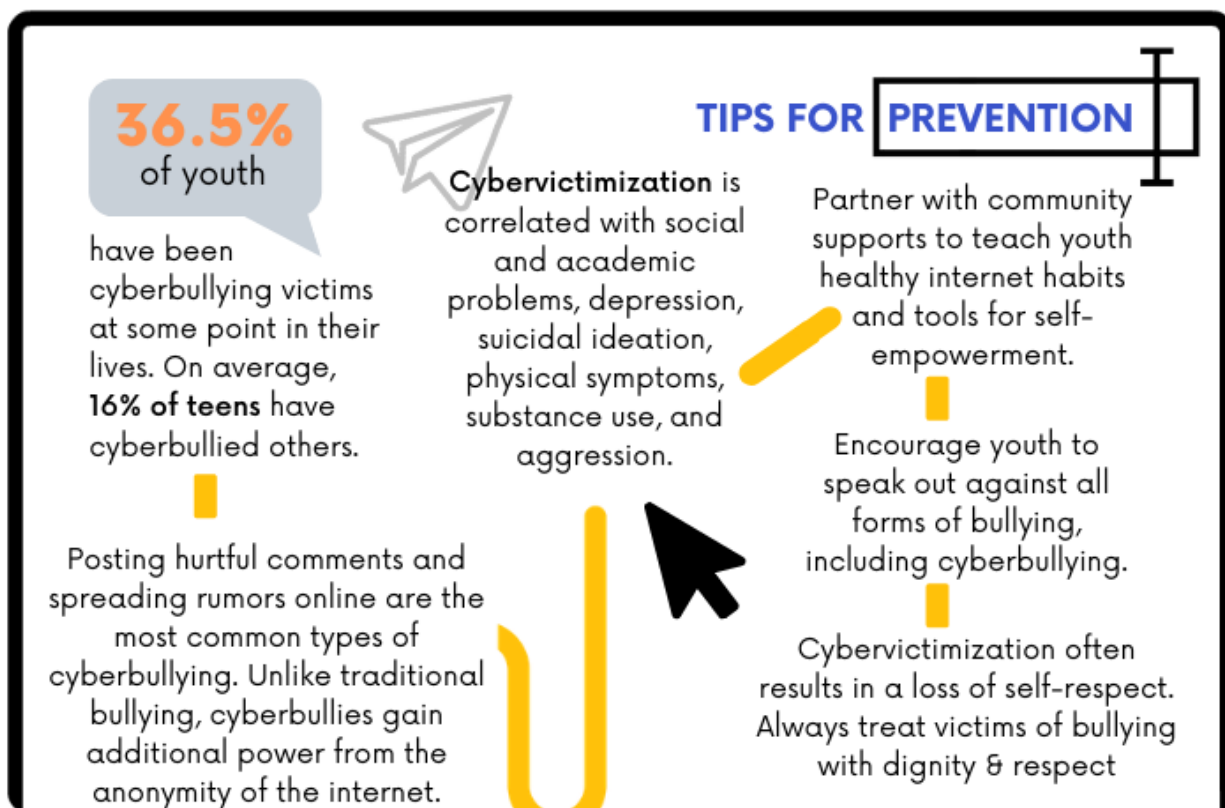 36.5%
of youth
have been
cyberbullying victims
at some point in their
lives. On average,
16% of teens have
cyberbullied others.
Posting hurtful comments and
spreading rumors online are the
most common types of
cyberbullying. Unlike traditional
bullying, cyberbullies gain
additional power from the
anonymity of the internet.
Cybervictimization is
correlated with social
and academic
problems, depression,
suicidal ideation,
physical symptoms,
substance use, and
aggression.
TIPS FOR PREVENTION
Partner with community
supports to teach youth
healthy internet habits
and tools for self-
empowerment.
Encourage youth to
speak out against all
forms of bullying,
including cyberbullying.
Cybervictimization often
results in a loss of self-respect.
Always treat victims of bullying
with dignity & respect